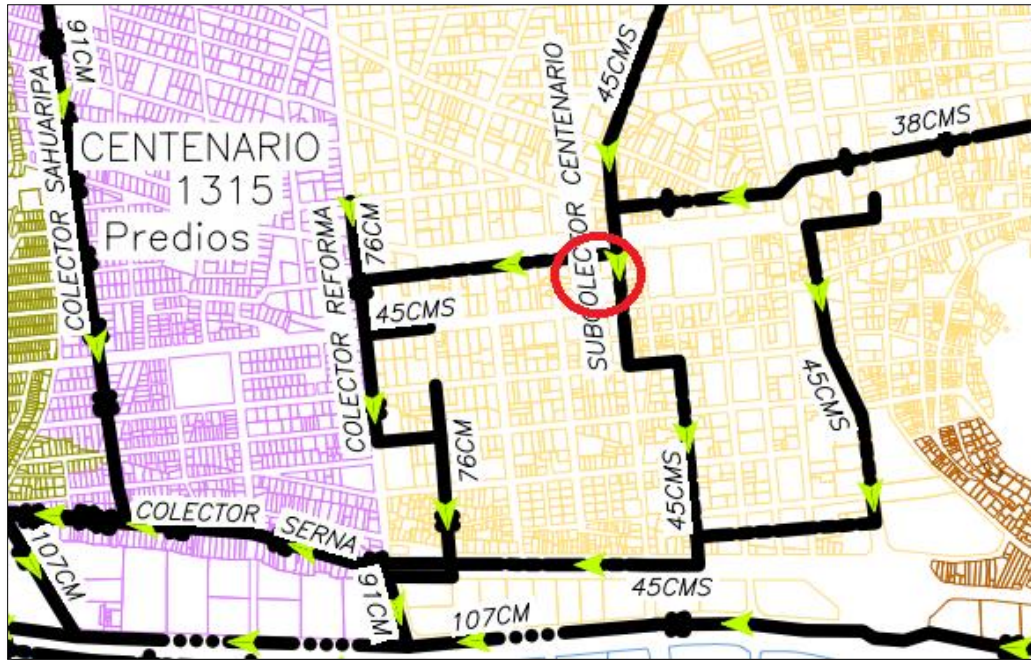 91CM
COLECTOR SAHUARIPA
CENTENARIO
1315
Predios
COLECTOR REFORMA
76CM
45CMS
SUBCOLECTOR CENTENARIO
45CMS
38CMS
45CMS
76CM
45CMS
COLECTOR SERNA
107CM
91CM
107CM
45CMS